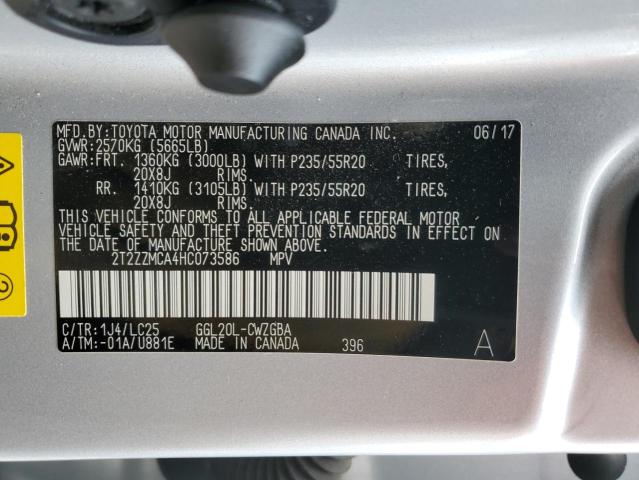 MFD.BY:TOYOTA MOTOR MANUFACTURING CANADA INC. 06/17
GVWR:2570KG (5665LB)
GAWR:FRT. 1360KG (3000LB) WITH P235/55R20 TIRES,
20X8J RIMS.
RR. 1410KG (3105LB) WITH P235/55R20 TIRES,
20X8J RIMS.
THIS VEHICLE CONFORMS TO ALL APPLICABLE FEDERAL MOTOR
VEHICLE SAFETY AND THEFT PREVENTION STANDARDS IN EFFECT ON
THE DATE OF MANUFACTURE SHOWN ABOVE.
2T2ZZMCA4HC073586 MPV
C/TR:1J4/LC25 GGL20L-CWZGBA
A/TM:-01A/U881E MADE IN CANADA 396 A